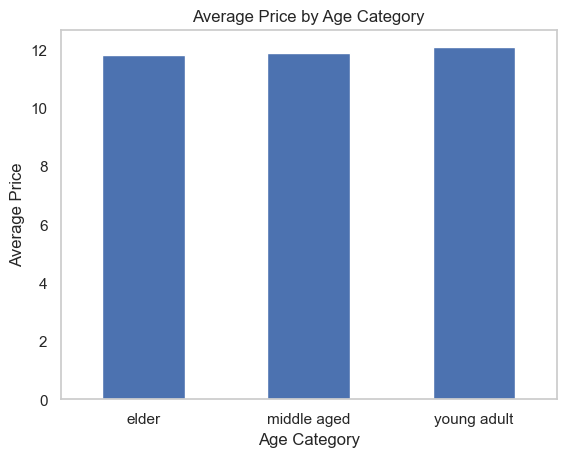 Average Price by Age Category
Average Price
12
10
8
6
4
2
0
elder middle aged young adult
Age Category